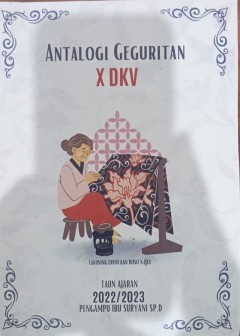 ANTALOGI GEGURITAN
X DKV
TAUN AJARAN
2022/2023
PENGAMPU IBU SURYANI SP.D